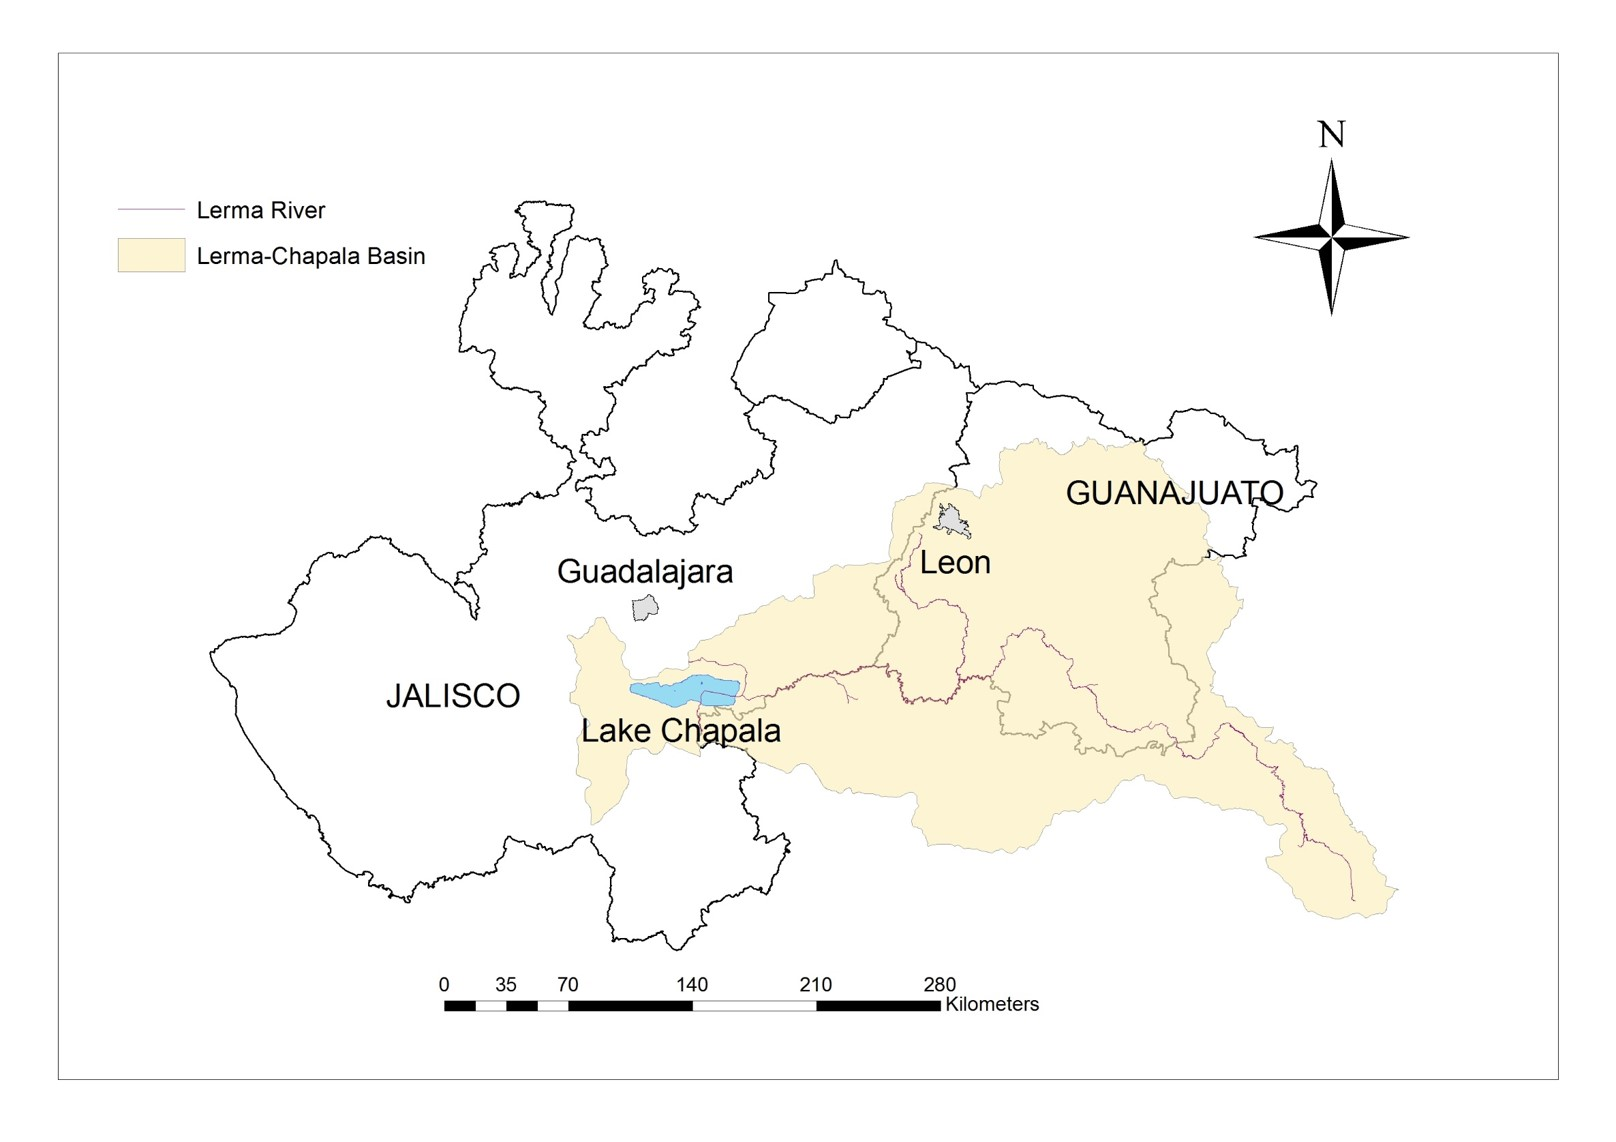 N
Lerma River
Lerma-Chapala Basin
GUANAJUATO
Leon
Guadalajara
JALISCO
Lake Chapala
0 35 70 140 210 280
Kilometers